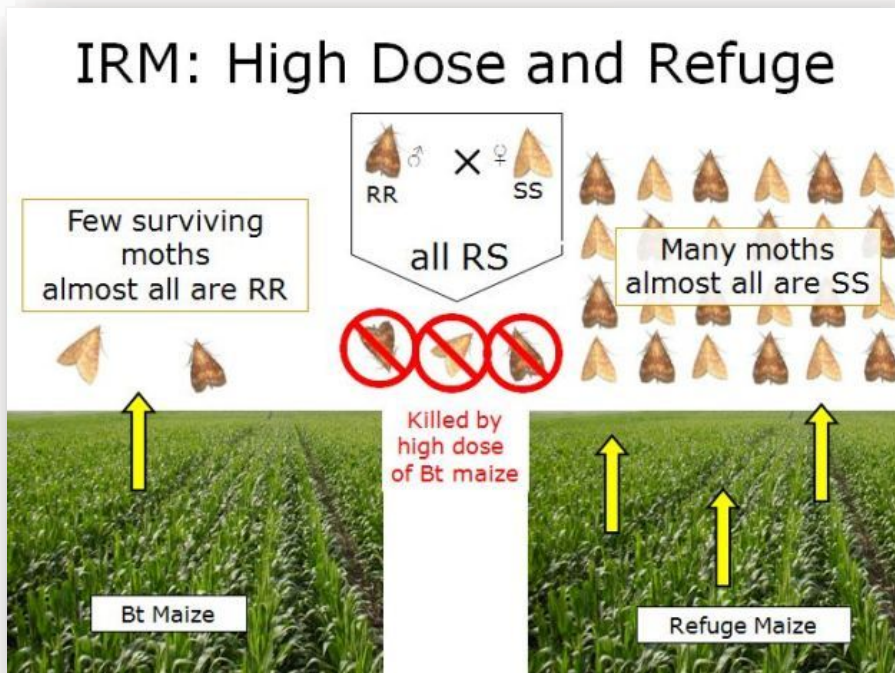 IRM: High Dose and Refuge
Few surviving
moths
almost all are RR
RR ♂ × ♀ SS
all RS
Many moths
almost all are SS
Killed by
high dose
of Bt maize
Bt Maize
Refuge Maize